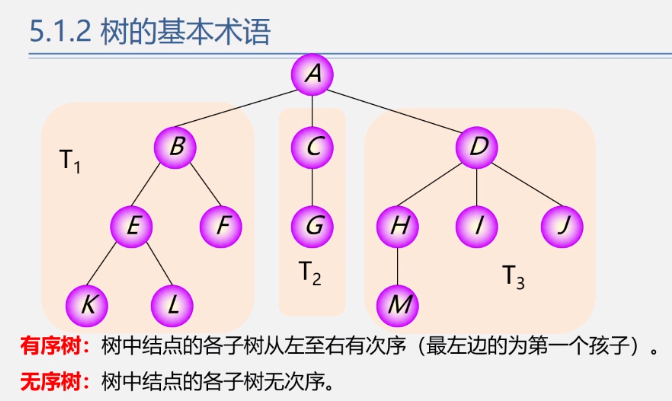 5.1.2 树的基本术语
A
T1
B
C
D
E
F
G
H
I
J
T2
T3
K
L
M
有序树：树中结点的各子树从左至右有次序（最左边的为第一个孩子）。
无序树：树中结点的各子树无次序。